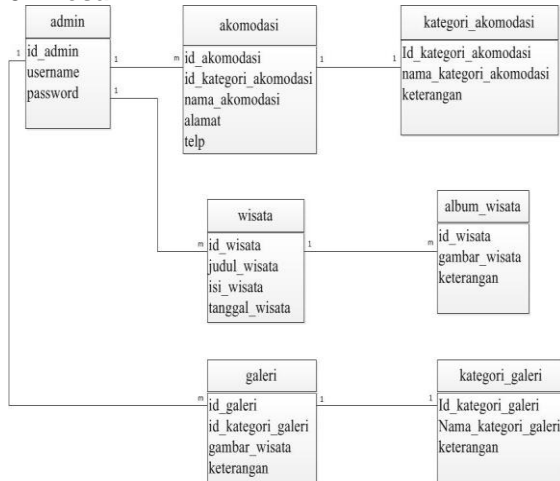 admin
id_admin
username
password
akomodasi
id_akomodasi
id_kategori_akomodasi
nama_akomodasi
alamat
telp
kategori_akomodasi
Id_kategori_akomodasi
nama_kategori_akomodasi
keterangan
1
1
m
1
1
1
wisata
id_wisata
judul_wisata
isi_wisata
tanggal_wisata
album_wisata
id_wisata
gambar_wisata
keterangan
m
1
m
galeri
id_galeri
id_kategori_galeri
gambar_wisata
keterangan
kategori_galeri
Id_kategori_galeri
Nama_kategori_galeri
keterangan
m
1
1